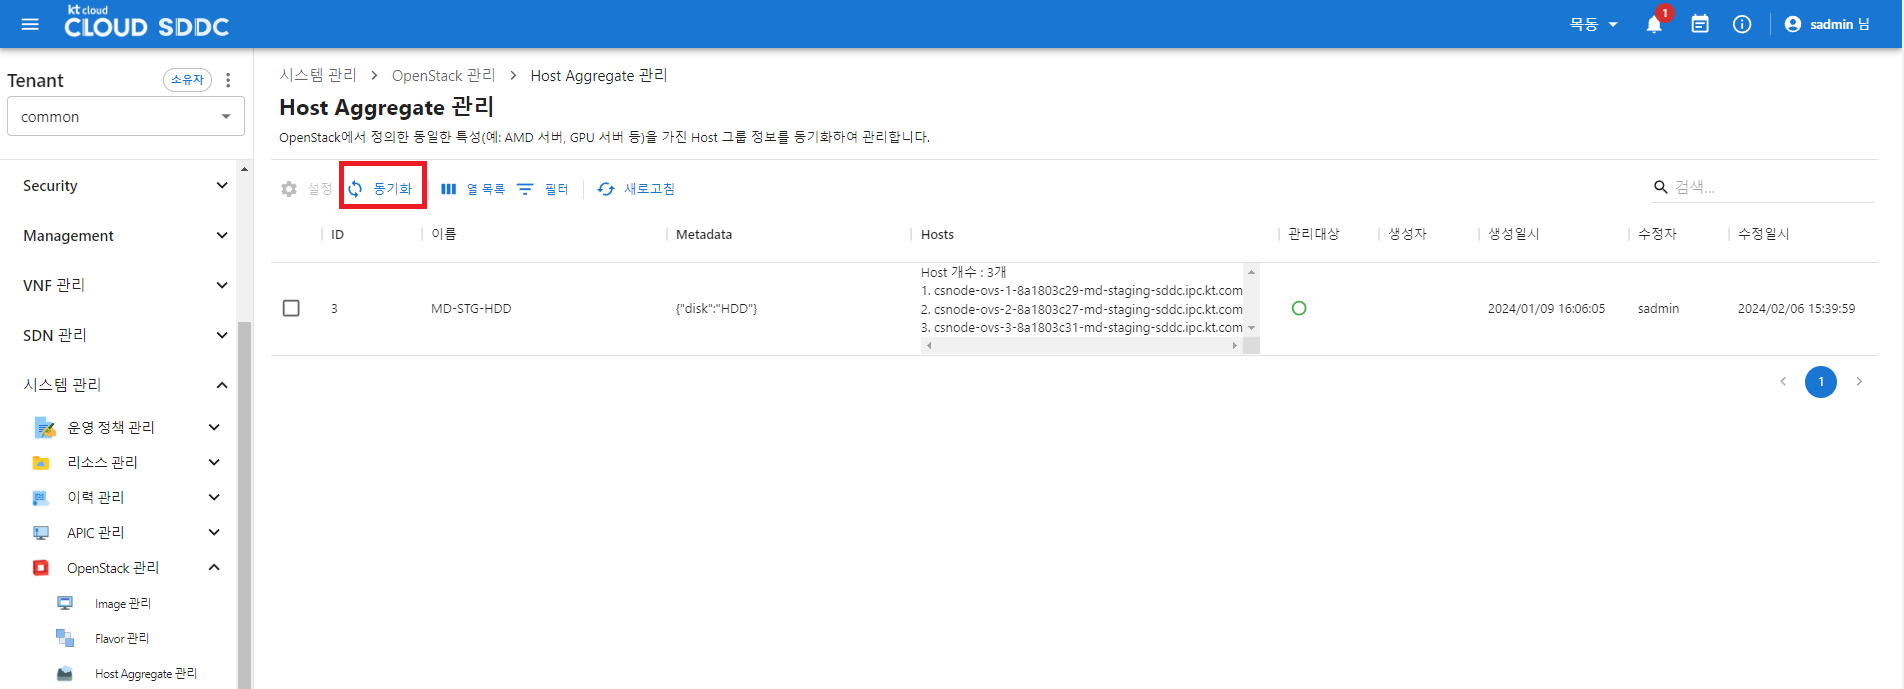 kt cloud
CLOUD SDDC
목동
1
sadmin 님
Tenant
소유자
common
Security
Management
VNF 관리
SDN 관리
시스템 관리
운영 정책 관리
리소스 관리
이력 관리
APIC 관리
OpenStack 관리
Image 관리
Flavor 관리
Host Aggregate 관리
시스템 관리 > OpenStack 관리 > Host Aggregate 관리
Host Aggregate 관리
OpenStack에서 정의한 동일한 특성(예: AMD 서버, GPU 서버 등)을 가진 Host 그룹 정보를 동기화하여 관리합니다.
설정 동기화 열 목록 필터 새로고침 검색...
ID 이름 Metadata Hosts 관리대상 생성자 생성일시 수정자 수정일시
Host 개수 : 3개
1. csnode-ovs-1-8a1803c29-md-staging-sddc.ipc.kt.com
2. csnode-ovs-2-8a1803c27-md-staging-sddc.ipc.kt.com
3. csnode-ovs-3-8a1803c31-md-staging-sddc.ipc.kt.com
3 MD-STG-HDD {"disk":"HDD"} 2024/01/09 16:06:05 sadmin 2024/02/06 15:39:59
1